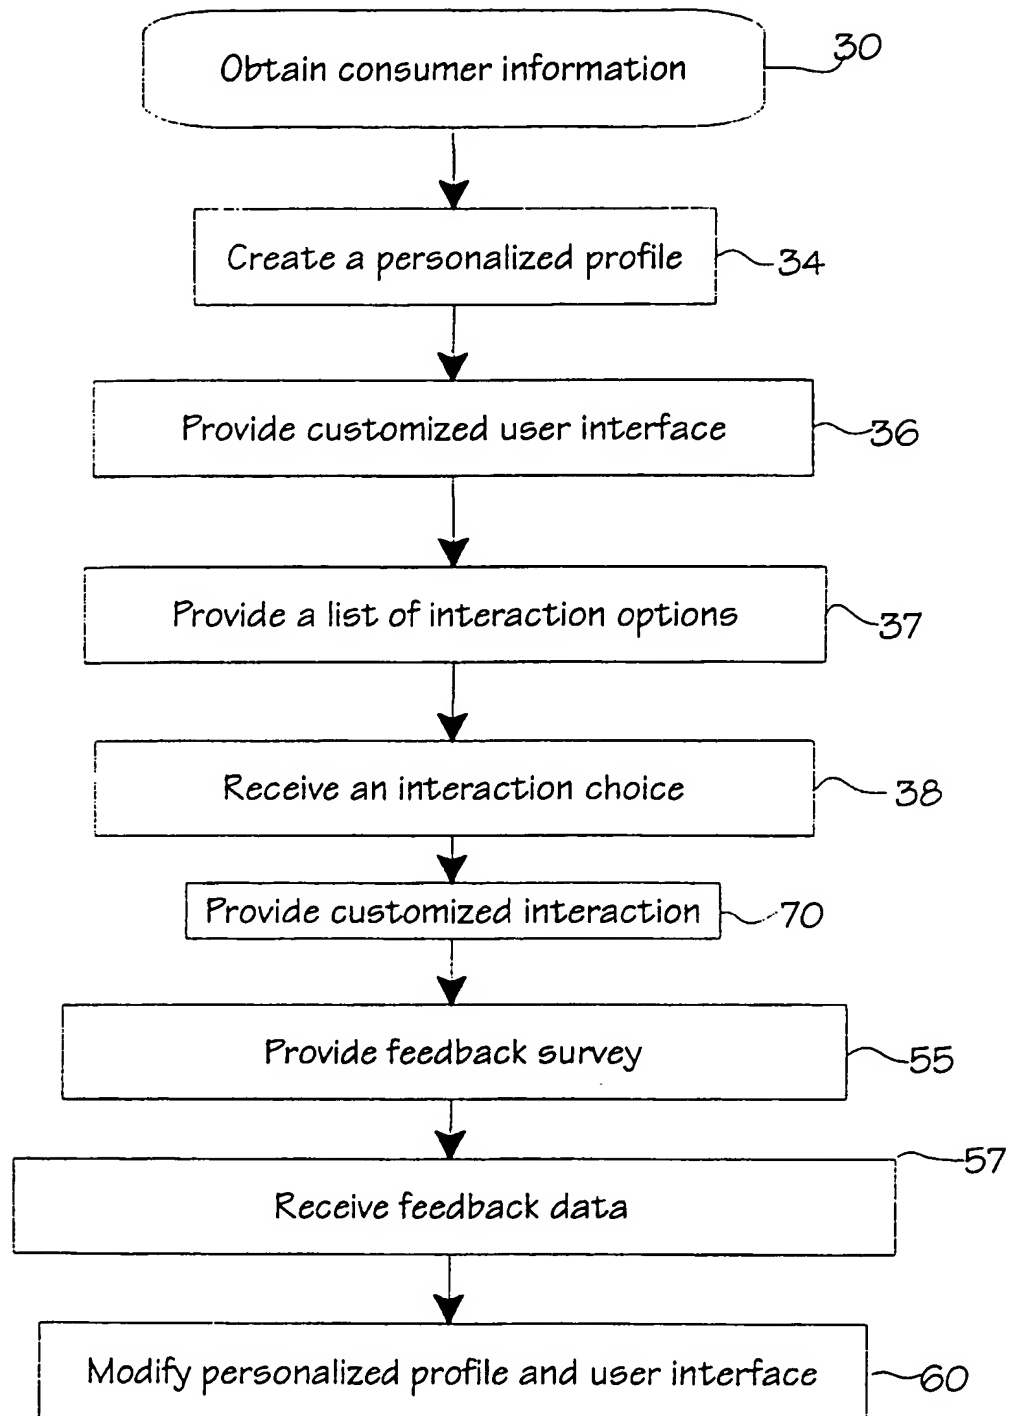 Obtain consumer information 30
Create a personalized profile 34
Provide customized user interface 36
Provide a list of interaction options 37
Receive an interaction choice 38
Provide customized interaction 70
Provide feedback survey 55
57
Receive feedback data
Modify personalized profile and user interface 60